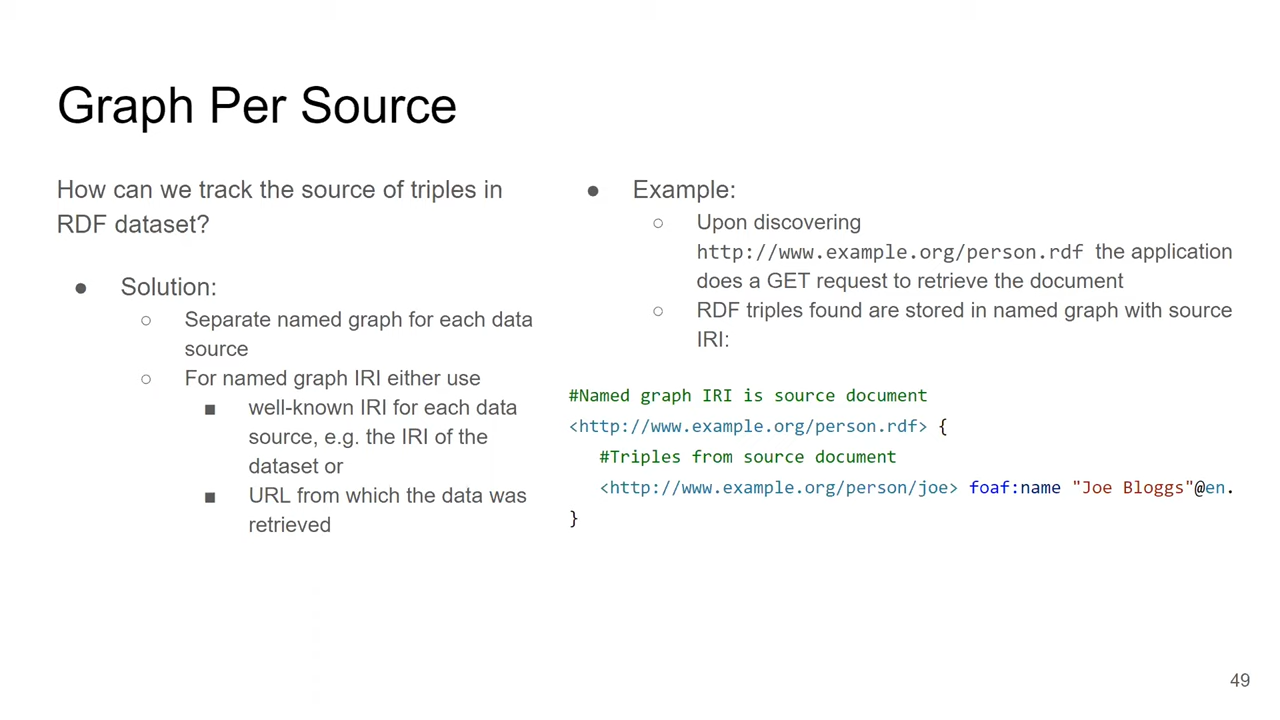 Graph Per Source
How can we track the source of triples in
RDF dataset?
● Solution:
○ Separate named graph for each data
source
○ For named graph IRI either use
■ well-known IRI for each data
source, e.g. the IRI of the
dataset or
■ URL from which the data was
retrieved
● Example:
○ Upon discovering
http://www.example.org/person.rdf the application
does a GET request to retrieve the document
○ RDF triples found are stored in named graph with source
IRI:
#Named graph IRI is source document
<http://www.example.org/person.rdf> {
#Triples from source document
<http://www.example.org/person/joe> foaf:name "Joe Bloggs"@en.
}
49